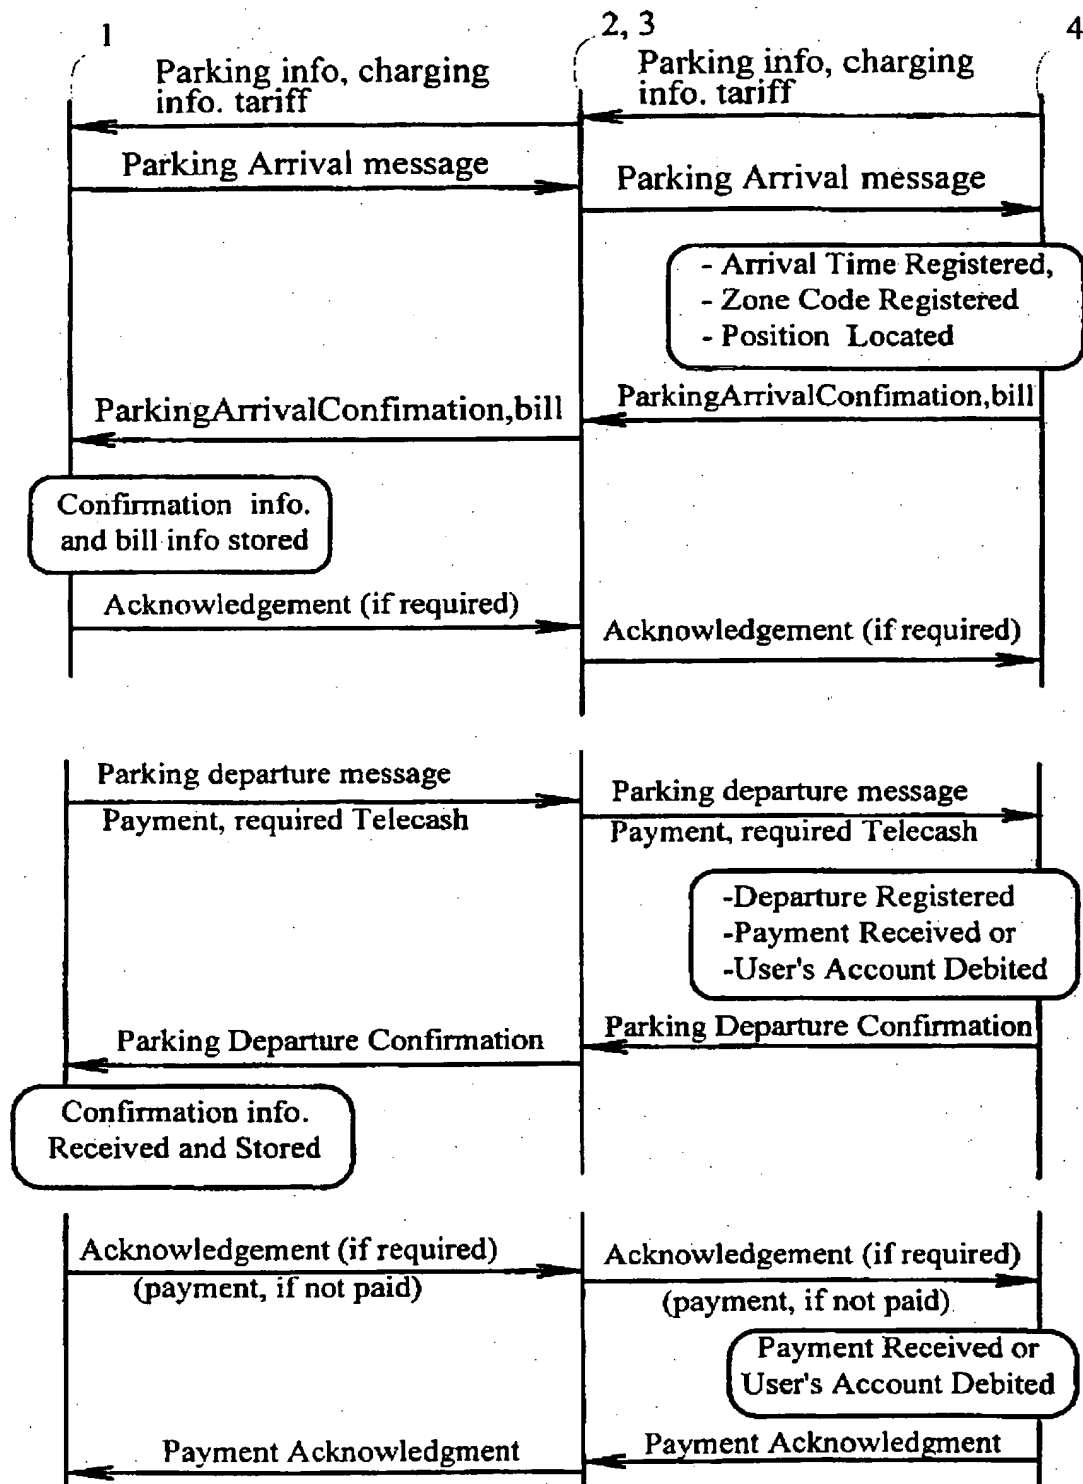 1
2, 3
4
Parking info, charging
info. tariff
Parking info, charging
info. tariff
Parking Arrival message
Parking Arrival message
- Arrival Time Registered,
- Zone Code Registered
- Position Located
ParkingArrivalConfimation,bill
ParkingArrivalConfimation,bill
Confirmation info.
and bill info stored
Acknowledgement (if required)
Acknowledgement (if required)
Parking departure message
Payment, required Telecash
Parking departure message
Payment, required Telecash
-Departure Registered
-Payment Received or
-User's Account Debited
Parking Departure Confirmation
Parking Departure Confirmation
Confirmation info.
Received and Stored
Acknowledgement (if required)
(payment, if not paid)
Acknowledgement (if required)
(payment, if not paid)
Payment Received or
User's Account Debited
Payment Acknowledgment
Payment Acknowledgment